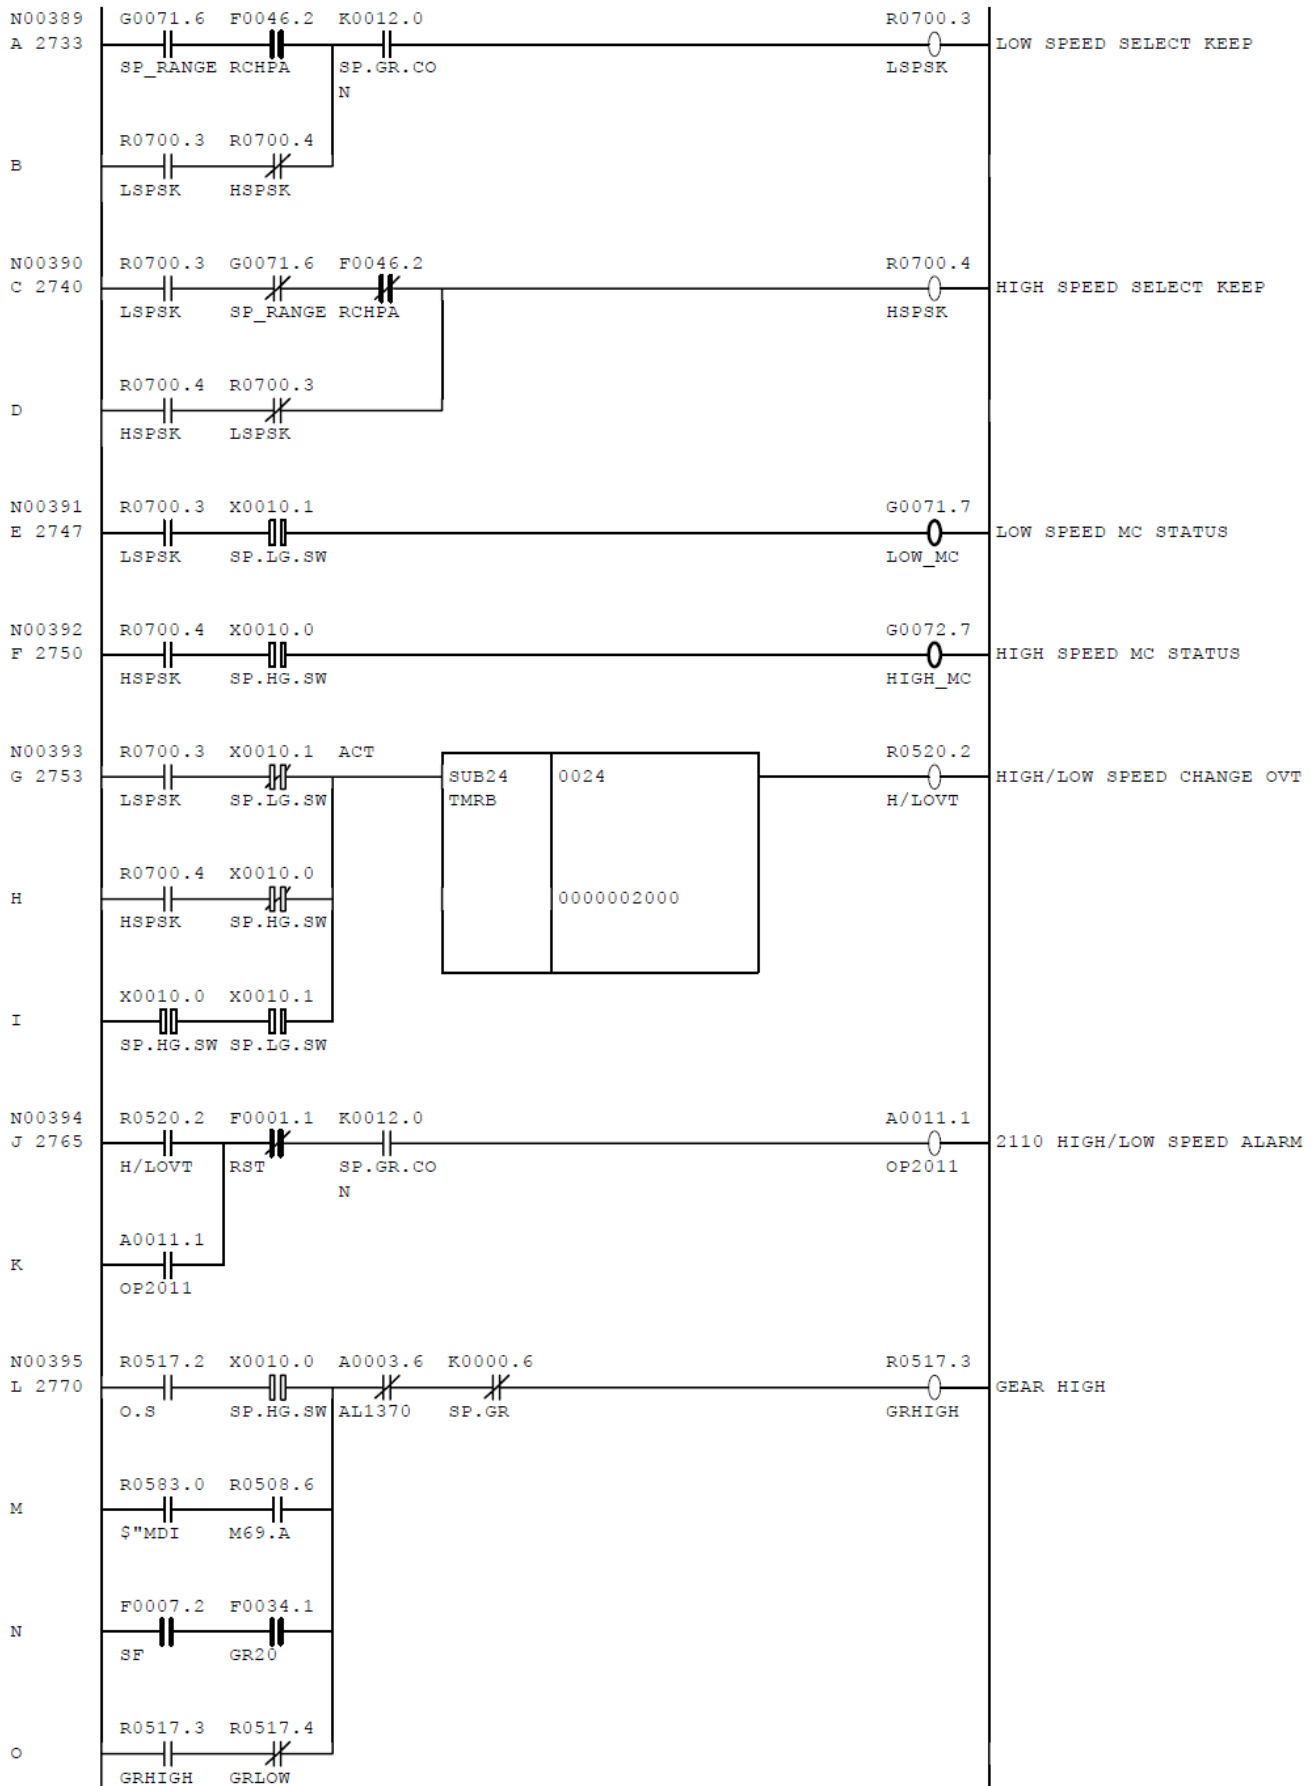 N00389 G0071.6 F0046.2 K0012.0 R0700.3
A 2733 LOW SPEED SELECT KEEP
SP_RANGE RCHPA SP.GR.CO LSPSK
N
R0700.3 R0700.4
B
LSPSK HSPSK
N00390 R0700.3 G0071.6 F0046.2 R0700.4
C 2740 HIGH SPEED SELECT KEEP
LSPSK SP_RANGE RCHPA HSPSK
R0700.4 R0700.3
D
HSPSK LSPSK
N00391 R0700.3 X0010.1 G0071.7
E 2747 LOW SPEED MC STATUS
LSPSK SP.LG.SW LOW_MC
N00392 R0700.4 X0010.0 G0072.7
F 2750 HIGH SPEED MC STATUS
HSPSK SP.HG.SW HIGH_MC
N00393 R0700.3 X0010.1 ACT R0520.2
G 2753 SUB24 0024 HIGH/LOW SPEED CHANGE OVT
LSPSK SP.LG.SW TMRB H/LOVT
R0700.4 X0010.0
H 0000002000
HSPSK SP.HG.SW
X0010.0 X0010.1
I
SP.HG.SW SP.LG.SW
N00394 R0520.2 F0001.1 K0012.0 A0011.1
J 2765 2110 HIGH/LOW SPEED ALARM
H/LOVT RST SP.GR.CO OP2011
N
A0011.1
K
OP2011
N00395 R0517.2 X0010.0 A0003.6 K0000.6 R0517.3
L 2770 GEAR HIGH
O.S SP.HG.SW AL1370 SP.GR GRHIGH
R0583.0 R0508.6
M
$"MDI M69.A
F0007.2 F0034.1
N
SF GR20
R0517.3 R0517.4
O
GRHIGH GRLOW